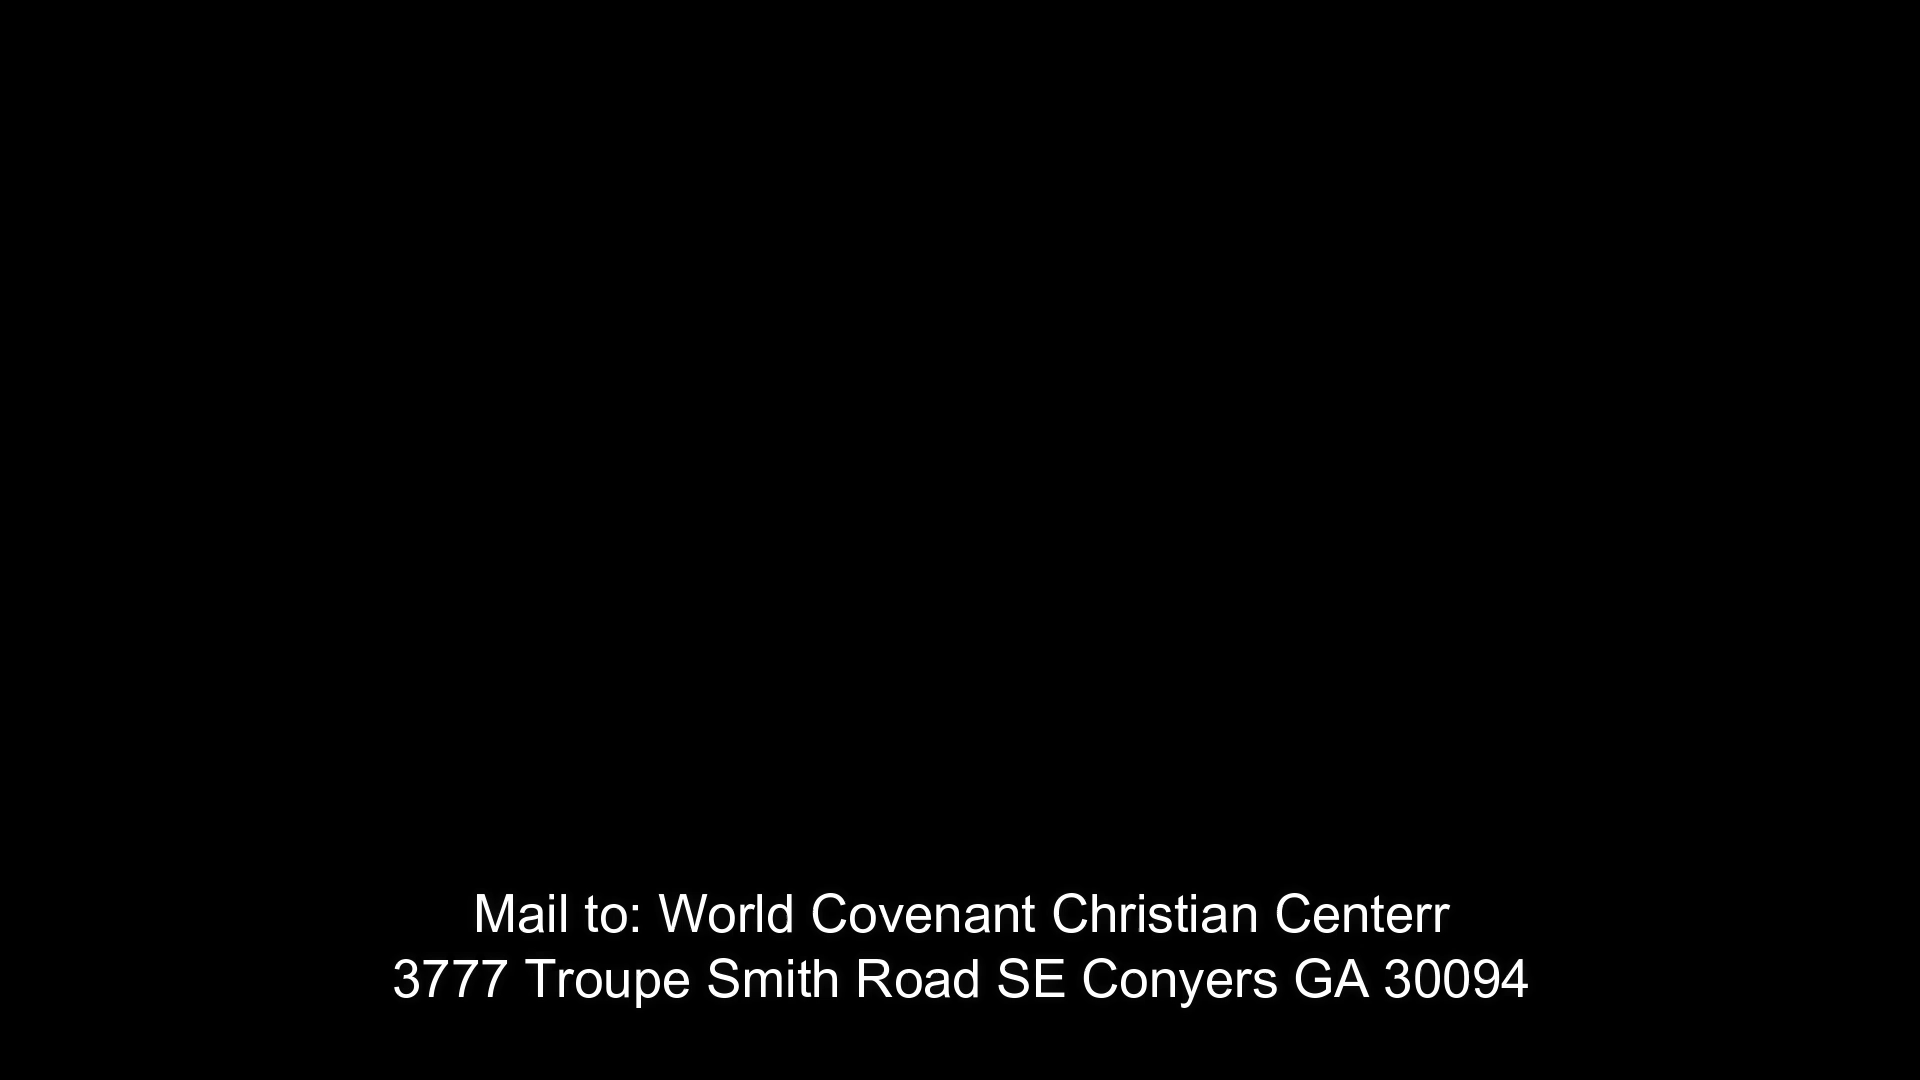 Mail to: World Covenant Christian Centerr
3777 Troupe Smith Road SE Conyers GA 30094